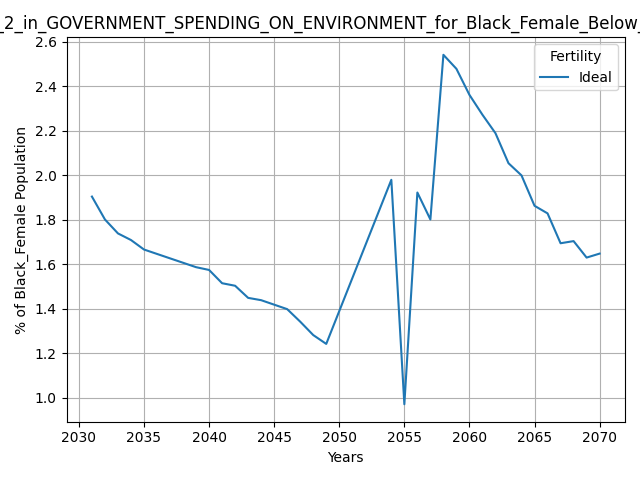 _2_in_GOVERNMENT_SPENDING_ON_ENVIRONMENT_for_Black_Female_Below_
Fertility
Ideal
% of Black_Female Population
2.6
2.4
2.2
2.0
1.8
1.6
1.4
1.2
1.0
2030 2035 2040 2045 2050 2055 2060 2065 2070
Years